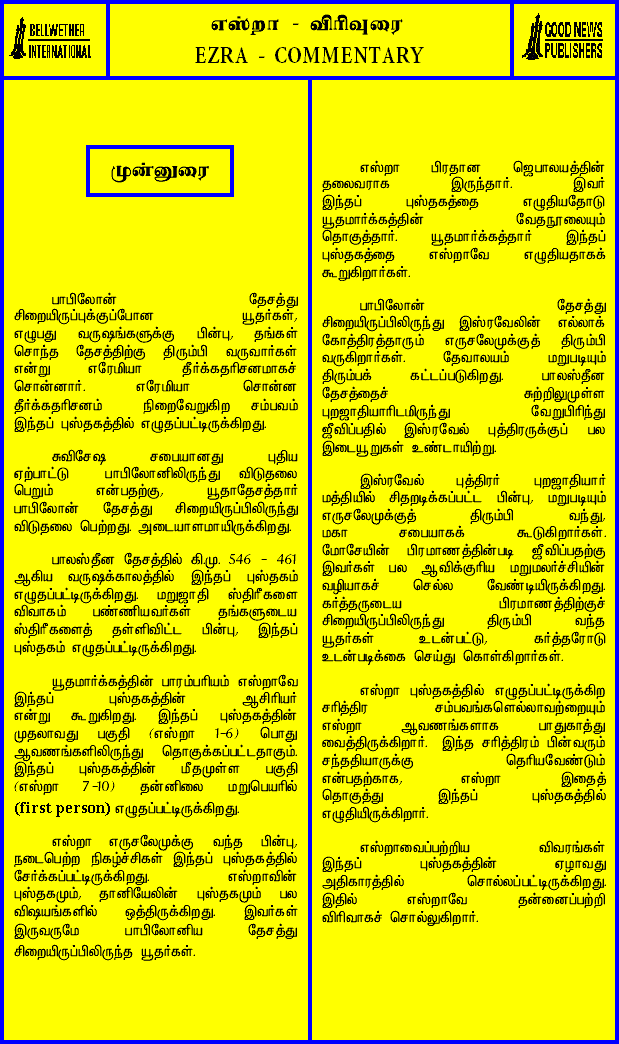 BELLWETHER
INTERNATIONAL
எஸ்றா - விரிவுரை
EZRA - COMMENTARY
GOOD NEWS
PUBLISHERS
முன்னுரை
பாபிலோன் தேசத்து
சிறையிருப்புக்குப்போன யூதர்கள்,
எழுபது வருஷங்களுக்கு பின்பு, தங்கள்
சொந்த தேசத்திற்கு திரும்பி வருவார்கள்
என்று எரேமியா தீர்க்கதரிசனமாகச்
சொன்னார். எரேமியா சொன்ன
தீர்க்கதரிசனம் நிறைவேறுகிற சம்பவம்
இந்தப் புஸ்தகத்தில் எழுதப்பட்டிருக்கிறது.
சுவிசேஷ சபையானது புதிய
ஏற்பாட்டு பாபிலோனிலிருந்து விடுதலை
பெறும் என்பதற்கு, யூதாதேசத்தார்
பாபிலோன் தேசத்து சிறையிருப்பிலிருந்து
விடுதலை பெற்றது. அடையாளமாயிருக்கிறது.
பாலஸ்தீன தேசத்தில் கி.மு. 546 - 461
ஆகிய வருஷக்காலத்தில் இந்தப் புஸ்தகம்
எழுதப்பட்டிருக்கிறது. மறுஜாதி ஸ்திரீகளை
விவாகம் பண்ணியவர்கள் தங்களுடைய
ஸ்திரீகளைத் தள்ளிவிட்ட பின்பு, இந்தப்
புஸ்தகம் எழுதப்பட்டிருக்கிறது.
யூதமார்க்கத்தின் பாரம்பரியம் எஸ்றாவே
இந்தப் புஸ்தகத்தின் ஆசிரியர்
என்று கூறுகிறது. இந்தப் புஸ்தகத்தின்
முதலாவது பகுதி (எஸ்றா 1-6) பொது
ஆவணங்களிலிருந்து தொகுக்கப்பட்டதாகும்.
இந்தப் புஸ்தகத்தின் மீதமுள்ள பகுதி
(எஸ்றா 7-10) தன்னிலை மறுபெயரில்
(first person) எழுதப்பட்டிருக்கிறது.
எஸ்றா எருசலேமுக்கு வந்த பின்பு,
நடைபெற்ற நிகழ்ச்சிகள் இந்தப் புஸ்தகத்தில்
சேர்க்கப்பட்டிருக்கிறது. எஸ்றாவின்
புஸ்தகமும், தானியேலின் புஸ்தகமும் பல
விஷயங்களில் ஒத்திருக்கிறது. இவர்கள்
இருவருமே பாபிலோனிய தேசத்து
சிறையிருப்பிலிருந்த யூதர்கள்.
எஸ்றா பிரதான ஜெபாலயத்தின்
தலைவராக இருந்தார். இவர்
இந்தப் புஸ்தகத்தை எழுதியதோடு
யூதமார்க்கத்தின் வேதநூலையும்
தொகுத்தார். யூதமார்க்கத்தார் இந்தப்
புஸ்தகத்தை எஸ்றாவே எழுதியதாகக்
கூறுகிறார்கள்.
பாபிலோன் தேசத்து
சிறையிருப்பிலிருந்து இஸ்ரவேலின் எல்லாக்
கோத்திரத்தாரும் எருசலேமுக்குத் திரும்பி
வருகிறார்கள். தேவாலயம் மறுபடியும்
திரும்பக் கட்டப்படுகிறது. பாலஸ்தீன
தேசத்தைச் சுற்றிலுமுள்ள
புறஜாதியாரிடமிருந்து வேறுபிரிந்து
ஜீவிப்பதில் இஸ்ரவேல் புத்திரருக்குப் பல
இடையூறுகள் உண்டாயிற்று.
இஸ்ரவேல் புத்திரர் புறஜாதியார்
மத்தியில் சிதறடிக்கப்பட்ட பின்பு, மறுபடியும்
எருசலேமுக்குத் திரும்பி வந்து,
மகா சபையாகக் கூடுகிறார்கள்.
மோசேயின் பிரமாணத்தின்படி ஜீவிப்பதற்கு
இவர்கள் பல ஆவிக்குரிய மறுமலர்ச்சியின்
வழியாகச் செல்ல வேண்டியிருக்கிறது.
கர்த்தருடைய பிரமாணத்திற்குச்
சிறையிருப்பிலிருந்து திரும்பி வந்த
யூதர்கள் உடன்பட்டு, கர்த்தரோடு
உடன்படிக்கை செய்து கொள்கிறார்கள்.
எஸ்றா புஸ்தகத்தில் எழுதப்பட்டிருக்கிற
சரித்திர சம்பவங்களெல்லாவற்றையும்
எஸ்றா ஆவணங்களாக பாதுகாத்து
வைத்திருக்கிறார். இந்த சரித்திரம் பின்வரும்
சந்ததியாருக்கு தெரியவேண்டும்
என்பதற்காக, எஸ்றா இதைத்
தொகுத்து இந்தப் புஸ்தகத்தில்
எழுதியிருக்கிறார்.
எஸ்றாவைப்பற்றிய விவரங்கள்
இந்தப் புஸ்தகத்தின் ஏழாவது
அதிகாரத்தில் சொல்லப்பட்டிருக்கிறது.
இதில் எஸ்றாவே தன்னைப்பற்றி
விரிவாகச் சொல்லுகிறார்.